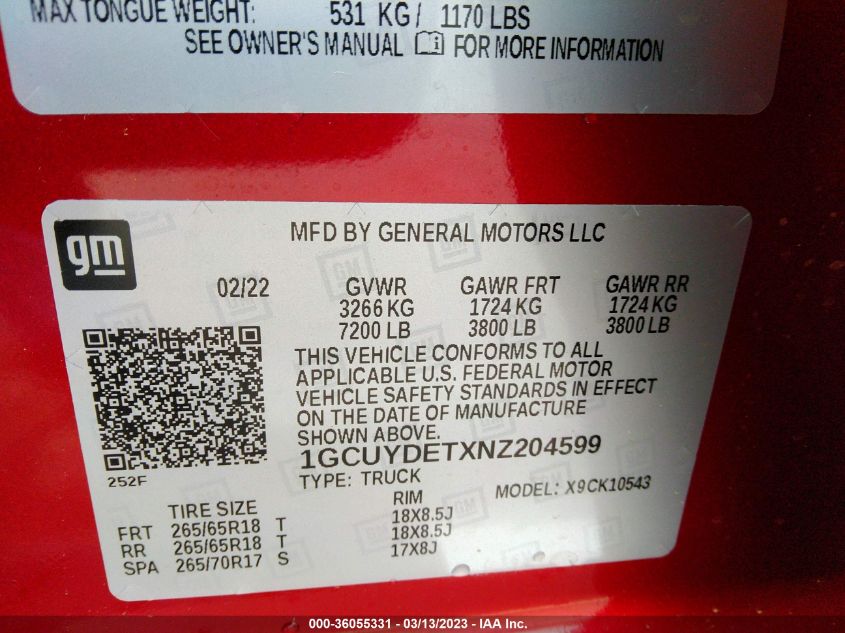 MAX TONGUE WEIGHT: 531 KG / 1170 LBS
SEE OWNER'S MANUAL FOR MORE INFORMATION
gm
MFD BY GENERAL MOTORS LLC
02/22 GVWR GAWR FRT GAWR RR
3266 KG 1724 KG 1724 KG
7200 LB 3800 LB 3800 LB
THIS VEHICLE CONFORMS TO ALL
APPLICABLE U.S. FEDERAL MOTOR
VEHICLE SAFETY STANDARDS IN EFFECT
ON THE DATE OF MANUFACTURE
SHOWN ABOVE.
1GCUYDETXNZ204599
252F
TYPE: TRUCK MODEL: X9CK10543
TIRE SIZE RIM
FRT 265/65R18 T 18X8.5J
RR 265/65R18 T 18X8.5J
SPA 265/70R17 S 17X8J
000-36055331 - 03/13/2023 - IAA Inc.